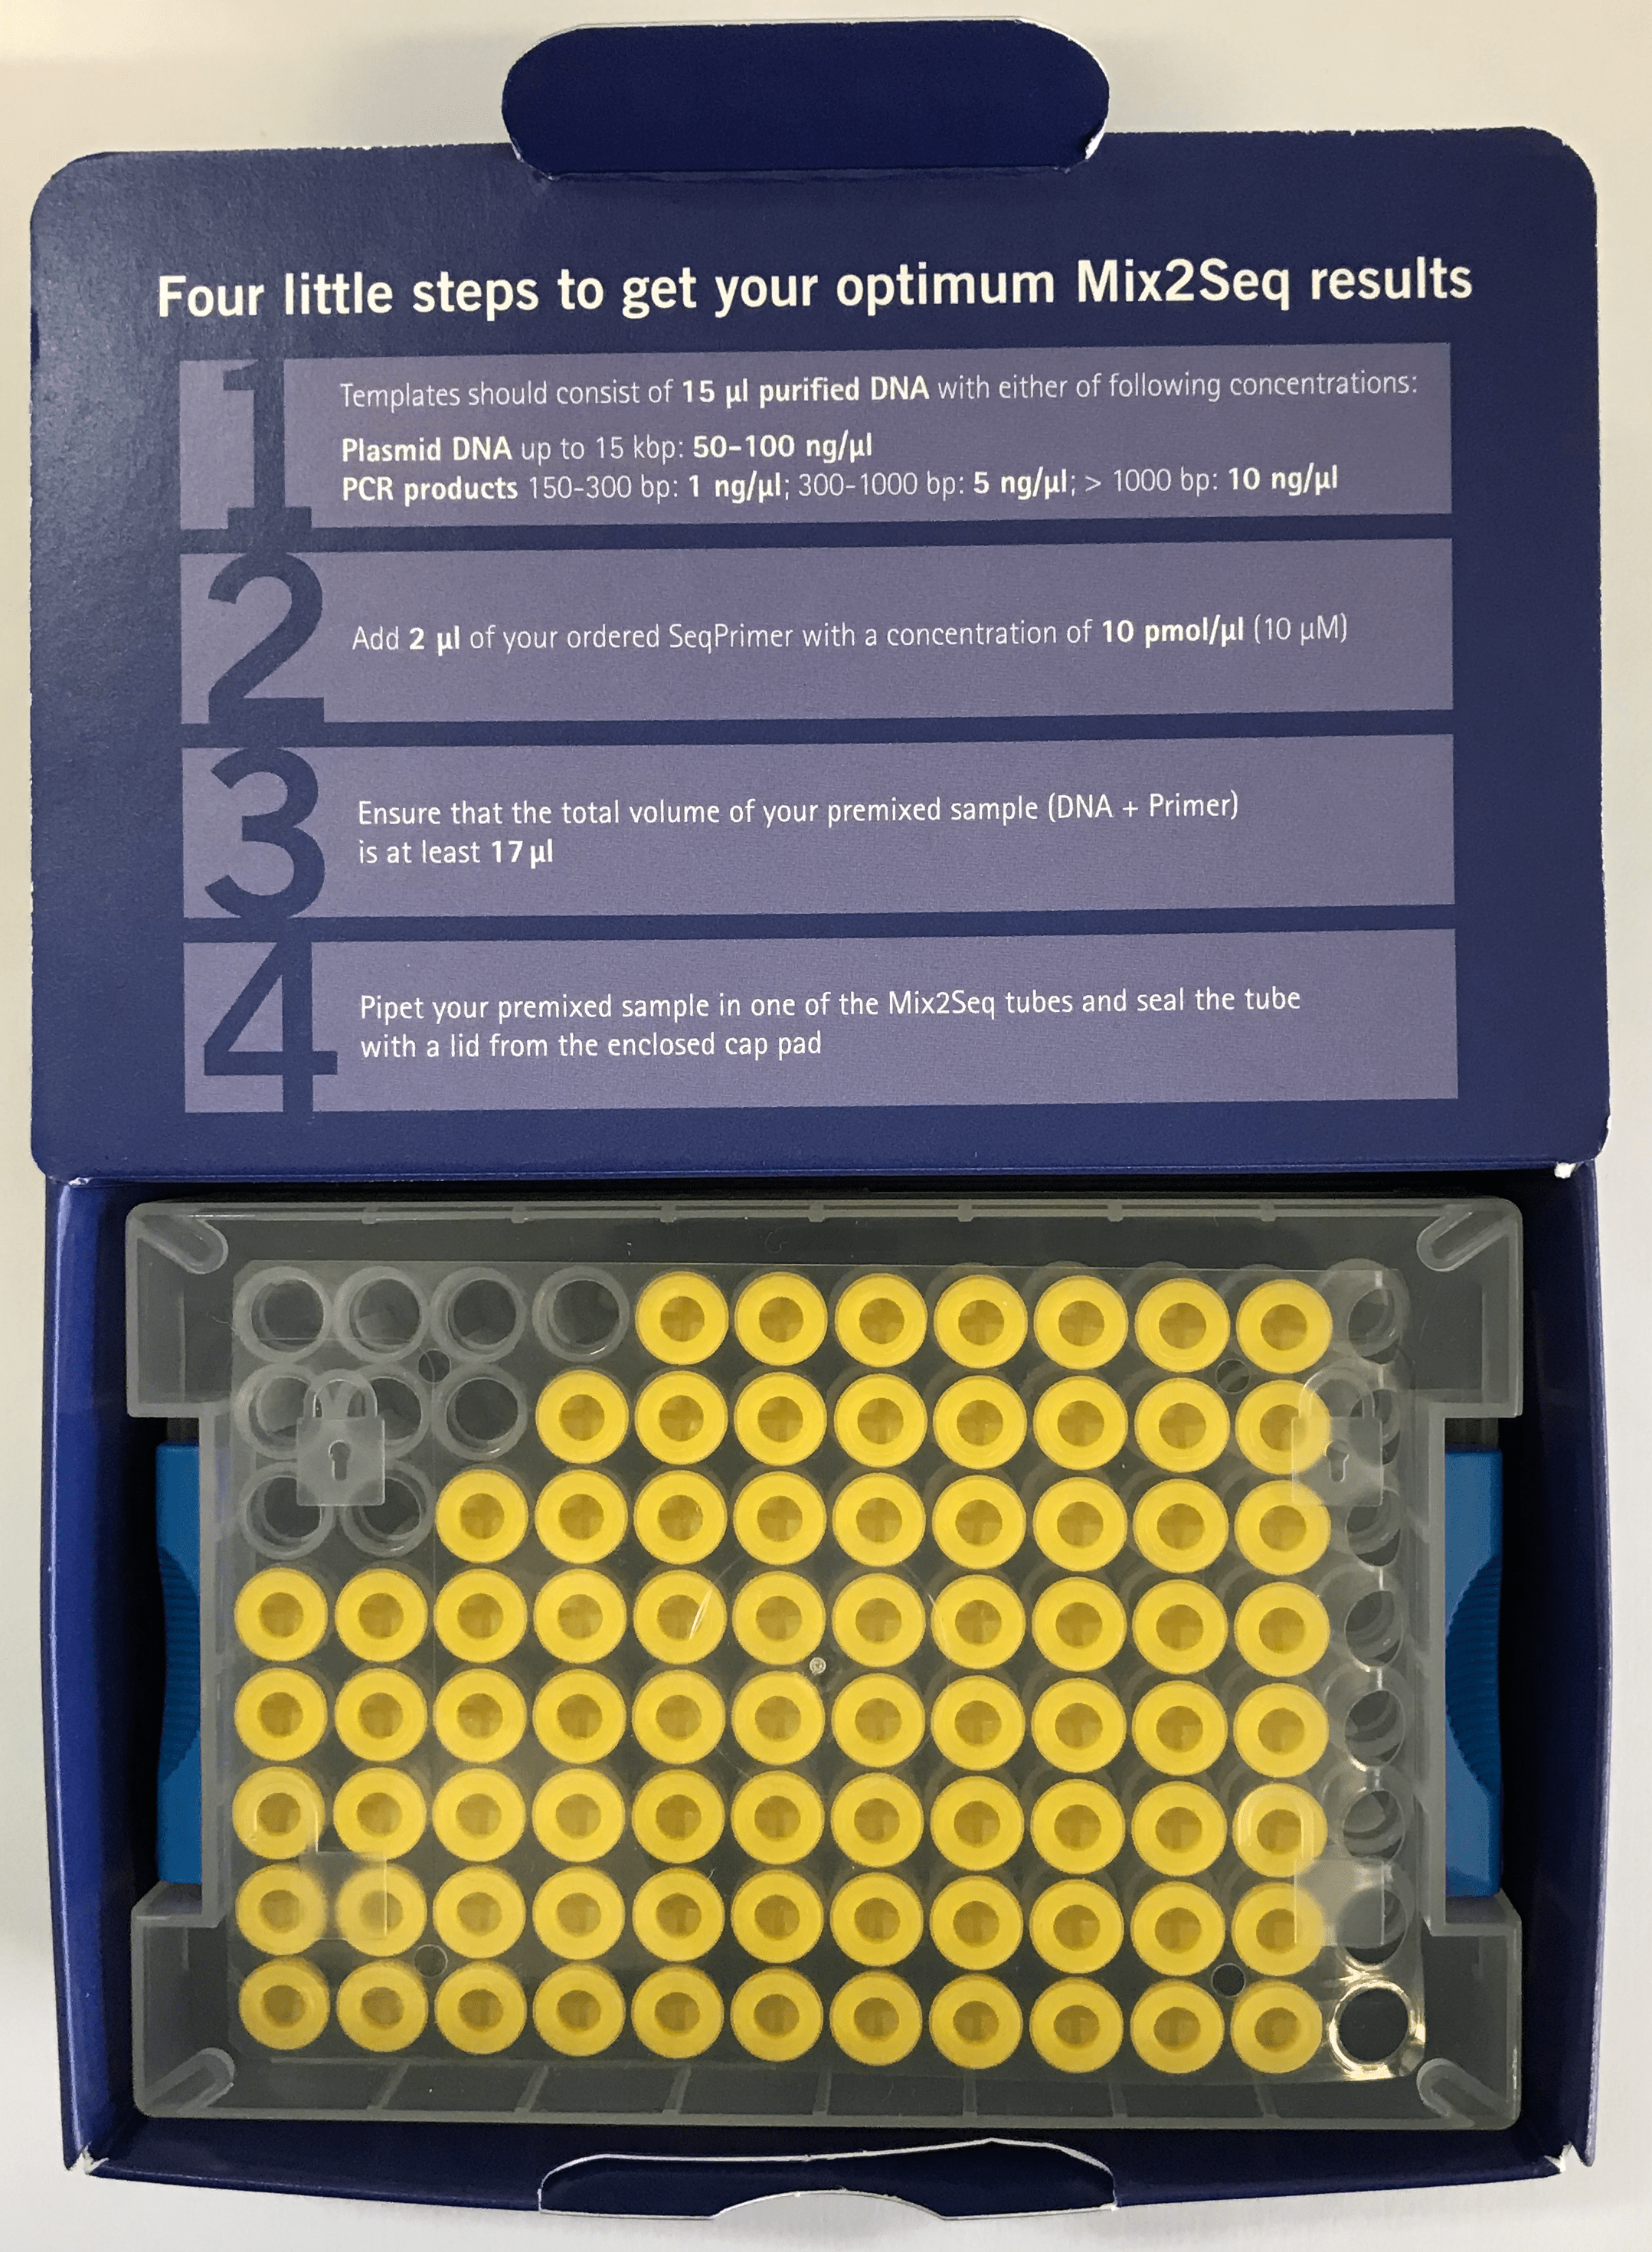 Four little steps to get your optimum Mix2Seq results
1
Templates should consist of 15 µl purified DNA with either of following concentrations:
Plasmid DNA up to 15 kbp: 50–100 ng/µl
PCR products 150-300 bp: 1 ng/µl; 300-1000 bp: 5 ng/µl; > 1000 bp: 10 ng/µl
2
Add 2 µl of your ordered SeqPrimer with a concentration of 10 pmol/µl (10 µM)
3
Ensure that the total volume of your premixed sample (DNA + Primer)
is at least 17 µl
4
Pipet your premixed sample in one of the Mix2Seq tubes and seal the tube
with a lid from the enclosed cap pad